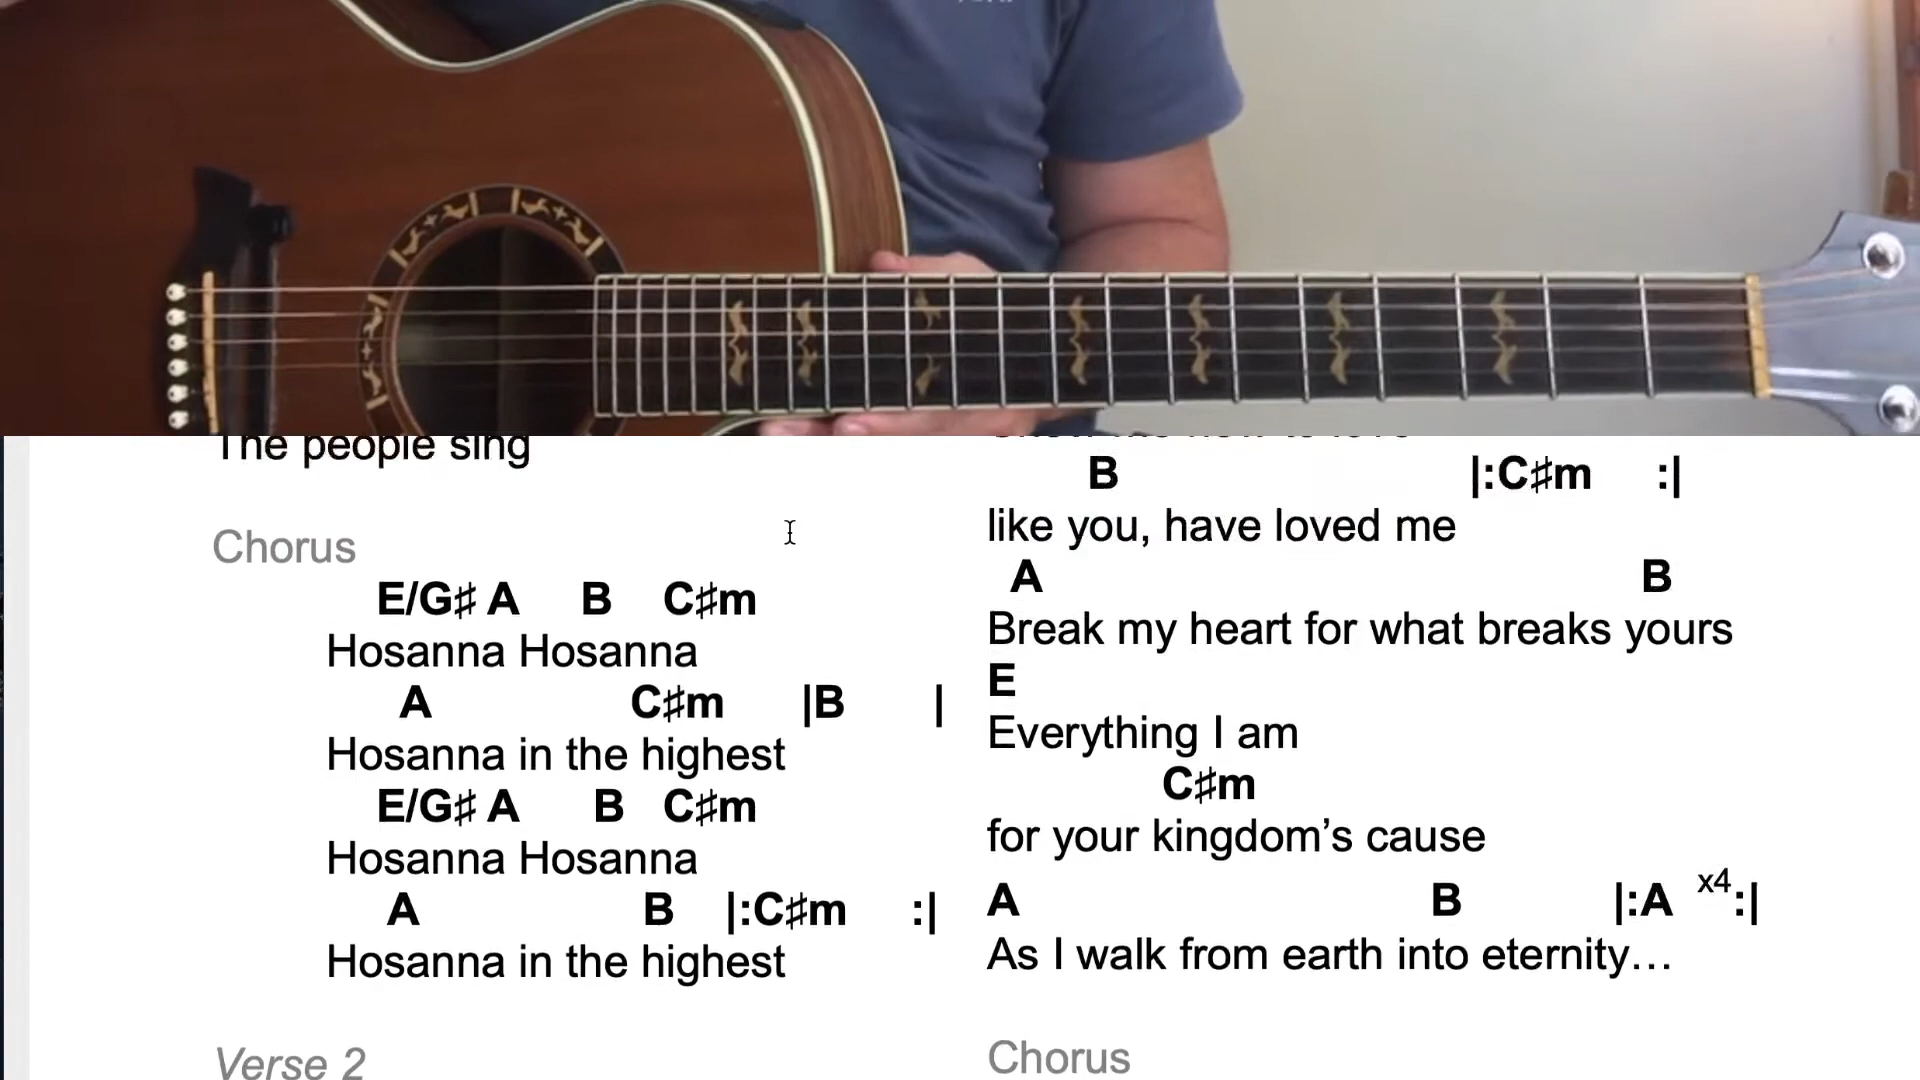 The people sing
Chorus
E/G♯ A B C♯m
Hosanna Hosanna
A C♯m |B |
Hosanna in the highest
E/G♯ A B C♯m
Hosanna Hosanna
A B |:C♯m :|
Hosanna in the highest
Verse 2
B |:C♯m :|
like you, have loved me
A B
Break my heart for what breaks yours
E
Everything I am
C♯m
for your kingdom’s cause
A B |:A x4:|
As I walk from earth into eternity…
Chorus